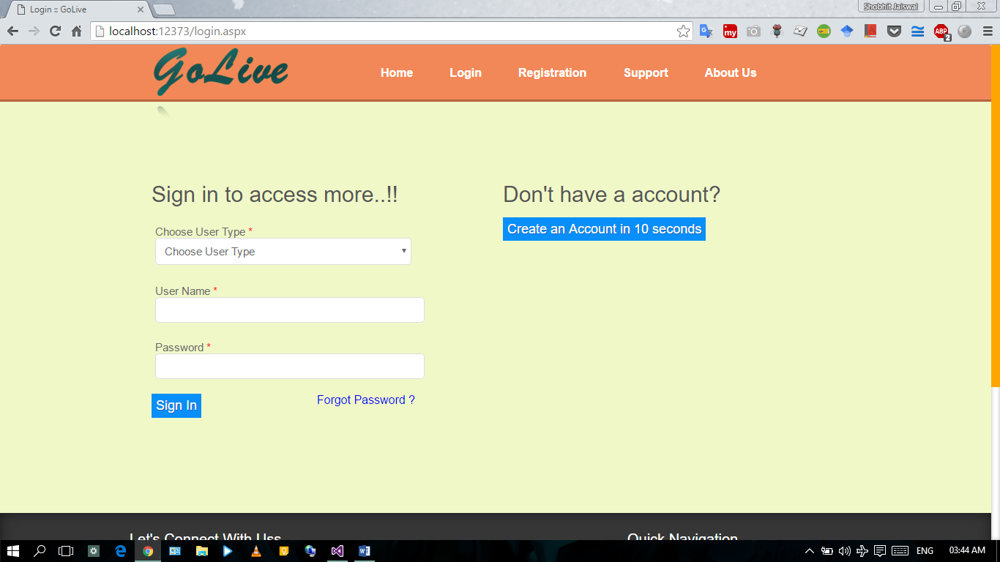 Login :: GoLive
Shobhit Jaiswal
localhost:12373/login.aspx
my
ABP
2
GoLive
Home
Login
Registration
Support
About Us
Sign in to access more..!!
Don't have a account?
Choose User Type *
Create an Account in 10 seconds
Choose User Type
User Name *
Password *
Sign In
Forgot Password ?
Let's Connect With Uss
Quick Navigation
ENG
03:44 AM